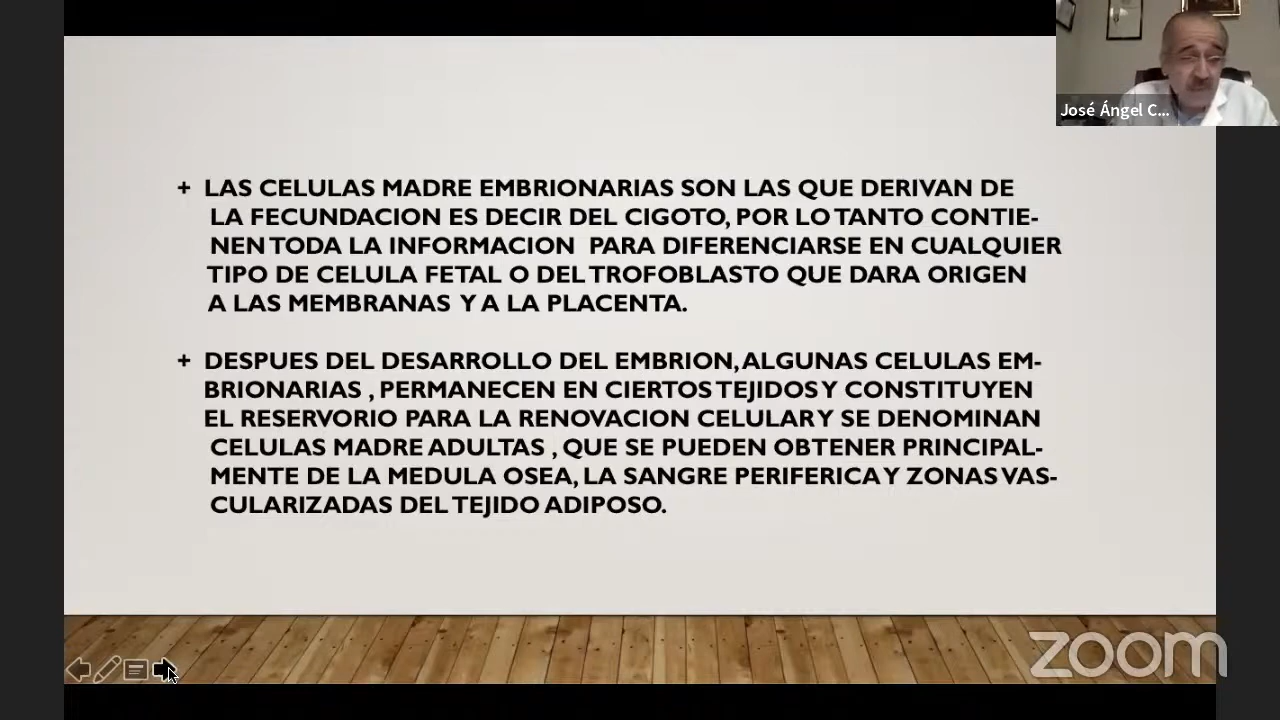 José Ángel C...
+ LAS CELULAS MADRE EMBRIONARIAS SON LAS QUE DERIVAN DE
LA FECUNDACION ES DECIR DEL CIGOTO, POR LO TANTO CONTIE-
NEN TODA LA INFORMACION PARA DIFERENCIARSE EN CUALQUIER
TIPO DE CELULA FETAL O DEL TROFOBLASTO QUE DARA ORIGEN
A LAS MEMBRANAS Y A LA PLACENTA.
+ DESPUES DEL DESARROLLO DEL EMBRION, ALGUNAS CELULAS EM-
BRIONARIAS , PERMANECEN EN CIERTOS TEJIDOS Y CONSTITUYEN
EL RESERVORIO PARA LA RENOVACION CELULAR Y SE DENOMINAN
CELULAS MADRE ADULTAS , QUE SE PUEDEN OBTENER PRINCIPAL-
MENTE DE LA MEDULA OSEA, LA SANGRE PERIFERICA Y ZONAS VAS-
CULARIZADAS DEL TEJIDO ADIPOSO.
zoom